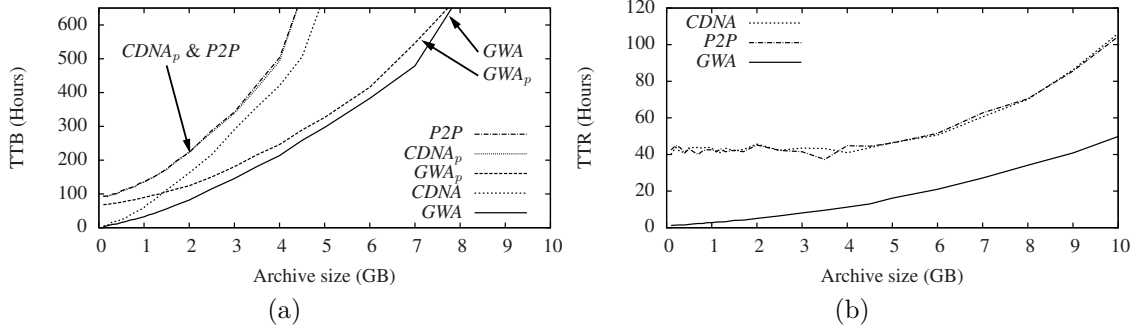 650
600
500
400
300
200
100
0
TTB (Hours)
CDNAp & P2P
GWA
GWAp
P2P
CDNAp
GWAp
CDNA
GWA
0 1 2 3 4 5 6 7 8 9 10
Archive size (GB)
(a)
120
100
80
60
40
20
0
TTR (Hours)
CDNA
P2P
GWA
0 1 2 3 4 5 6 7 8 9 10
Archive size (GB)
(b)